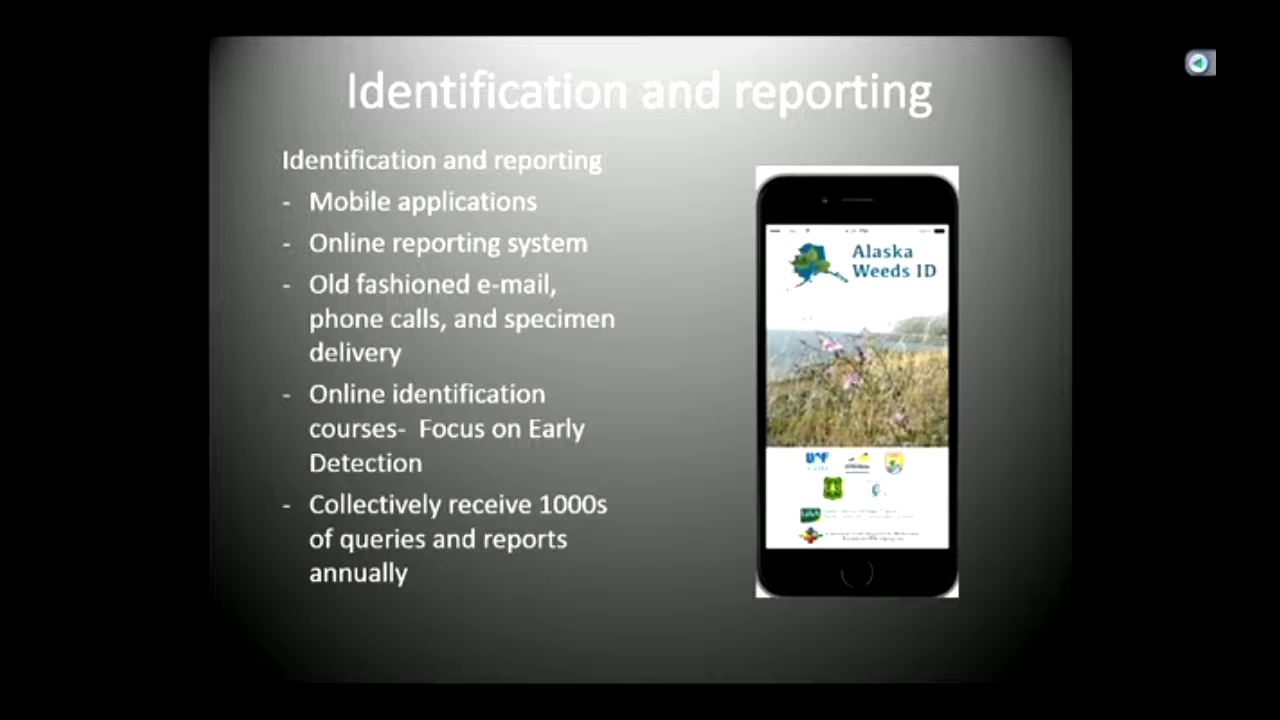 Identification and reporting
Identification and reporting
- Mobile applications
- Online reporting system
- Old fashioned e-mail,
phone calls, and specimen
delivery
- Online identification
courses- Focus on Early
Detection
- Collectively receive 1000s
of queries and reports
annually
Alaska
Weeds ID